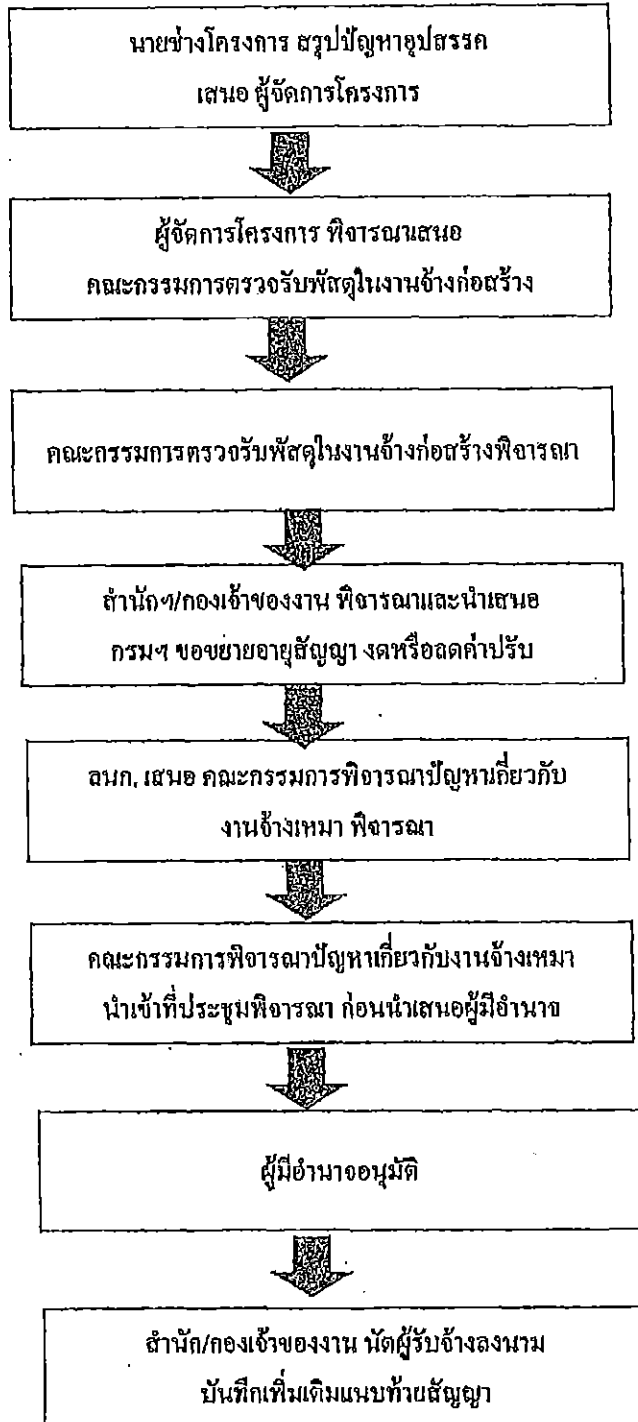 นายช่างโครงการ สรุปปัญหาอุปสรรค
เสนอ ผู้จัดการโครงการ
ผู้จัดการโครงการ พิจารณาเสนอ
คณะกรรมการตรวจรับพัสดุในงานจ้างก่อสร้าง
คณะกรรมการตรวจรับพัสดุในงานจ้างก่อสร้างพิจารณา
สำนักฯ/กองเจ้าของงาน พิจารณาและนำเสนอ
กรมฯ ขอขยายอายุสัญญา งดหรือลดค่าปรับ
ลนก. เสนอ คณะกรรมการพิจารณาปัญหาเกี่ยวกับ
งานจ้างเหมา พิจารณา
คณะกรรมการพิจารณาปัญหาเกี่ยวกับงานจ้างเหมา
นำเข้าที่ประชุมพิจารณา ก่อนนำเสนอผู้มีอำนาจ
ผู้มีอำนาจอนุมัติ
สำนัก/กองเจ้าของงาน นัดผู้รับจ้างลงนาม
บันทึกเพิ่มเติมแนบท้ายสัญญา